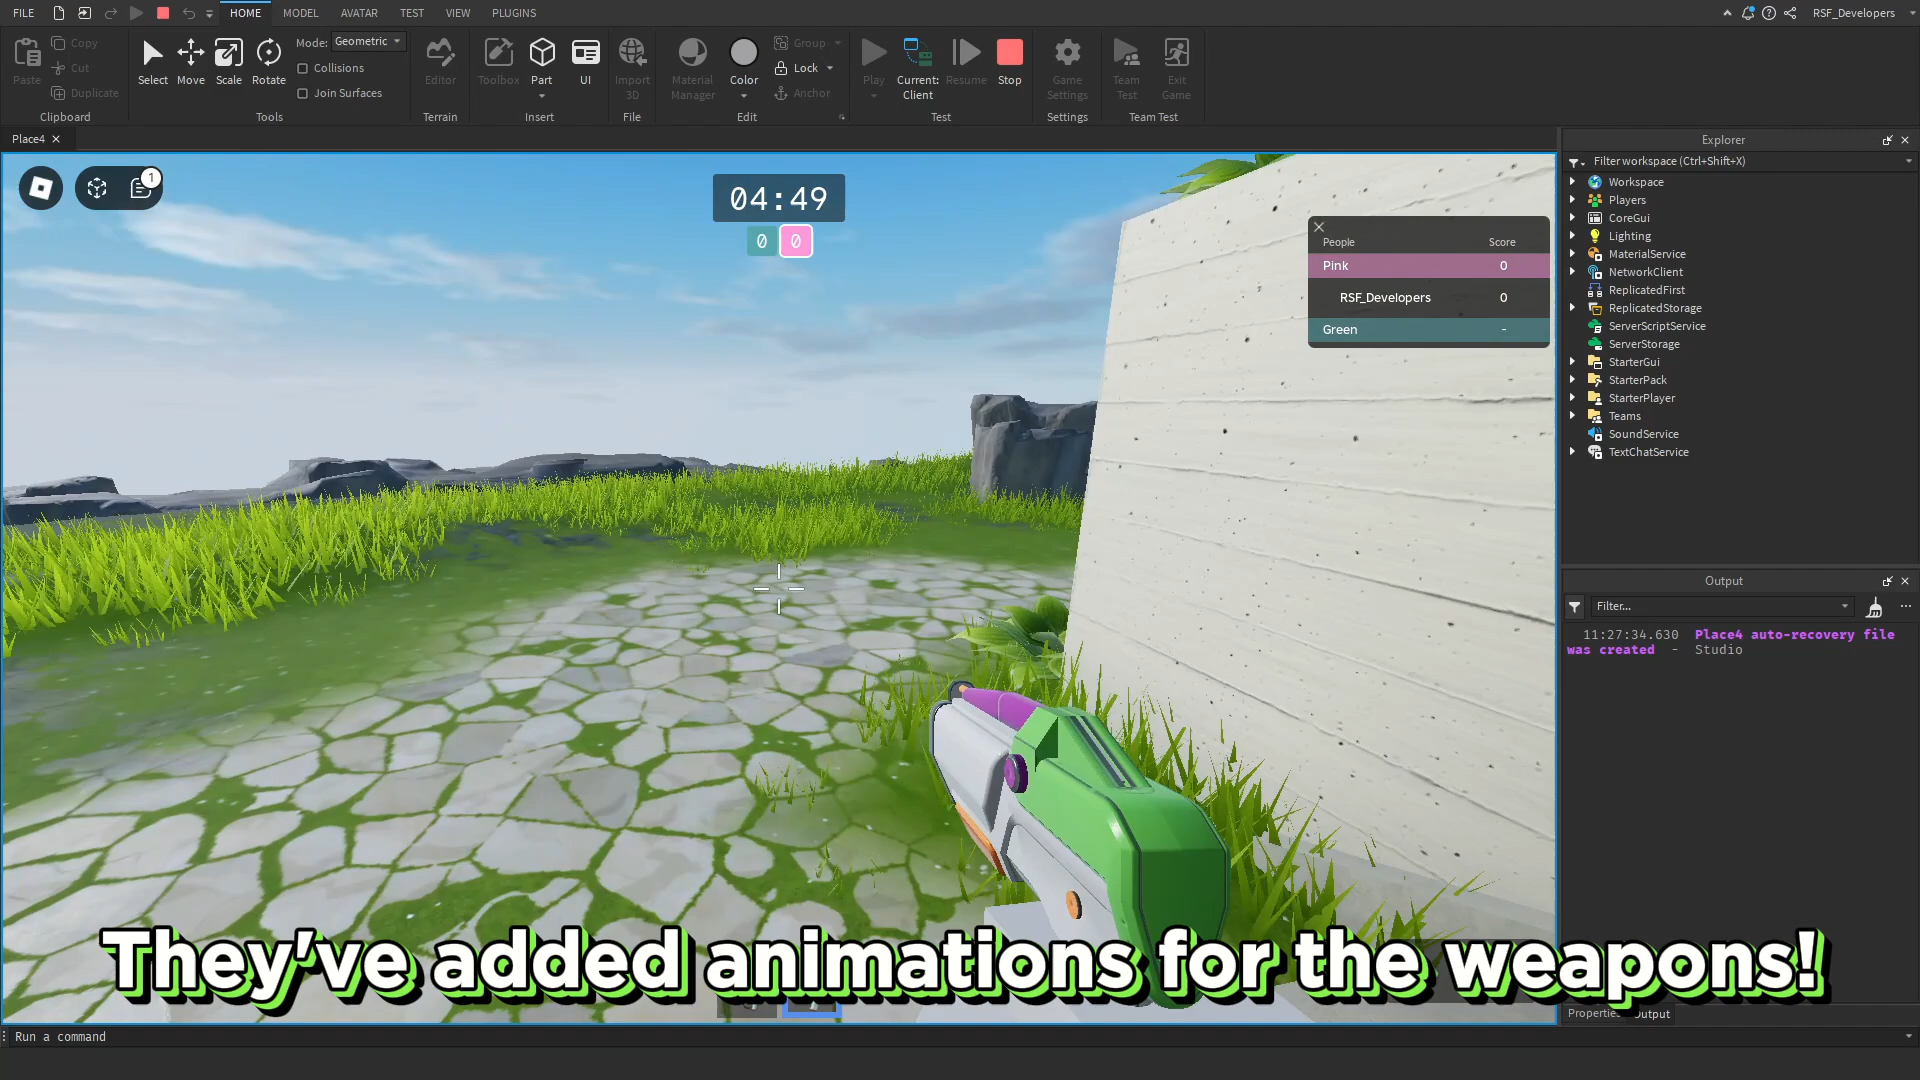 FILE HOME MODEL AVATAR TEST VIEW PLUGINS RSF_Developers
Paste
Copy
Cut
Duplicate
Clipboard
Select Move Scale Rotate
Mode: Geometric
Collisions
Join Surfaces
Tools
Editor
Terrain
Toolbox Part UI
Insert
Import
3D
File
Material
Manager
Color
Group
Lock
Anchor
Edit
Play
Current:
Client
Resume
Stop
Test
Game
Settings
Settings
Team
Test
Exit
Game
Team Test
Place4
1
04:49
0 0
People Score
Pink 0
RSF_Developers 0
Green -
Explorer
Filter workspace (Ctrl+Shift+X)
Workspace
Players
CoreGui
Lighting
MaterialService
NetworkClient
ReplicatedFirst
ReplicatedStorage
ServerScriptService
ServerStorage
StarterGui
StarterPack
StarterPlayer
Teams
SoundService
TextChatService
Output
Filter...
11:27:34.630 Place4 auto-recovery file
was created - Studio
They've added animations for the weapons!
Properties Output
Run a command